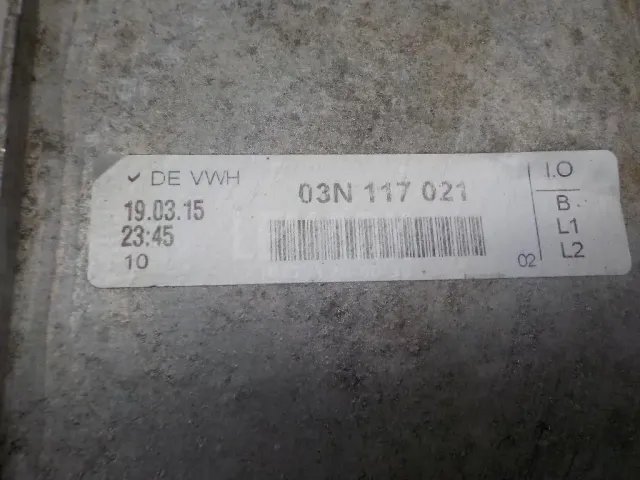 ✓ DE VWH
19.03.15
23:45
10
03N 117 021
02
I.O
B.
L1
L2